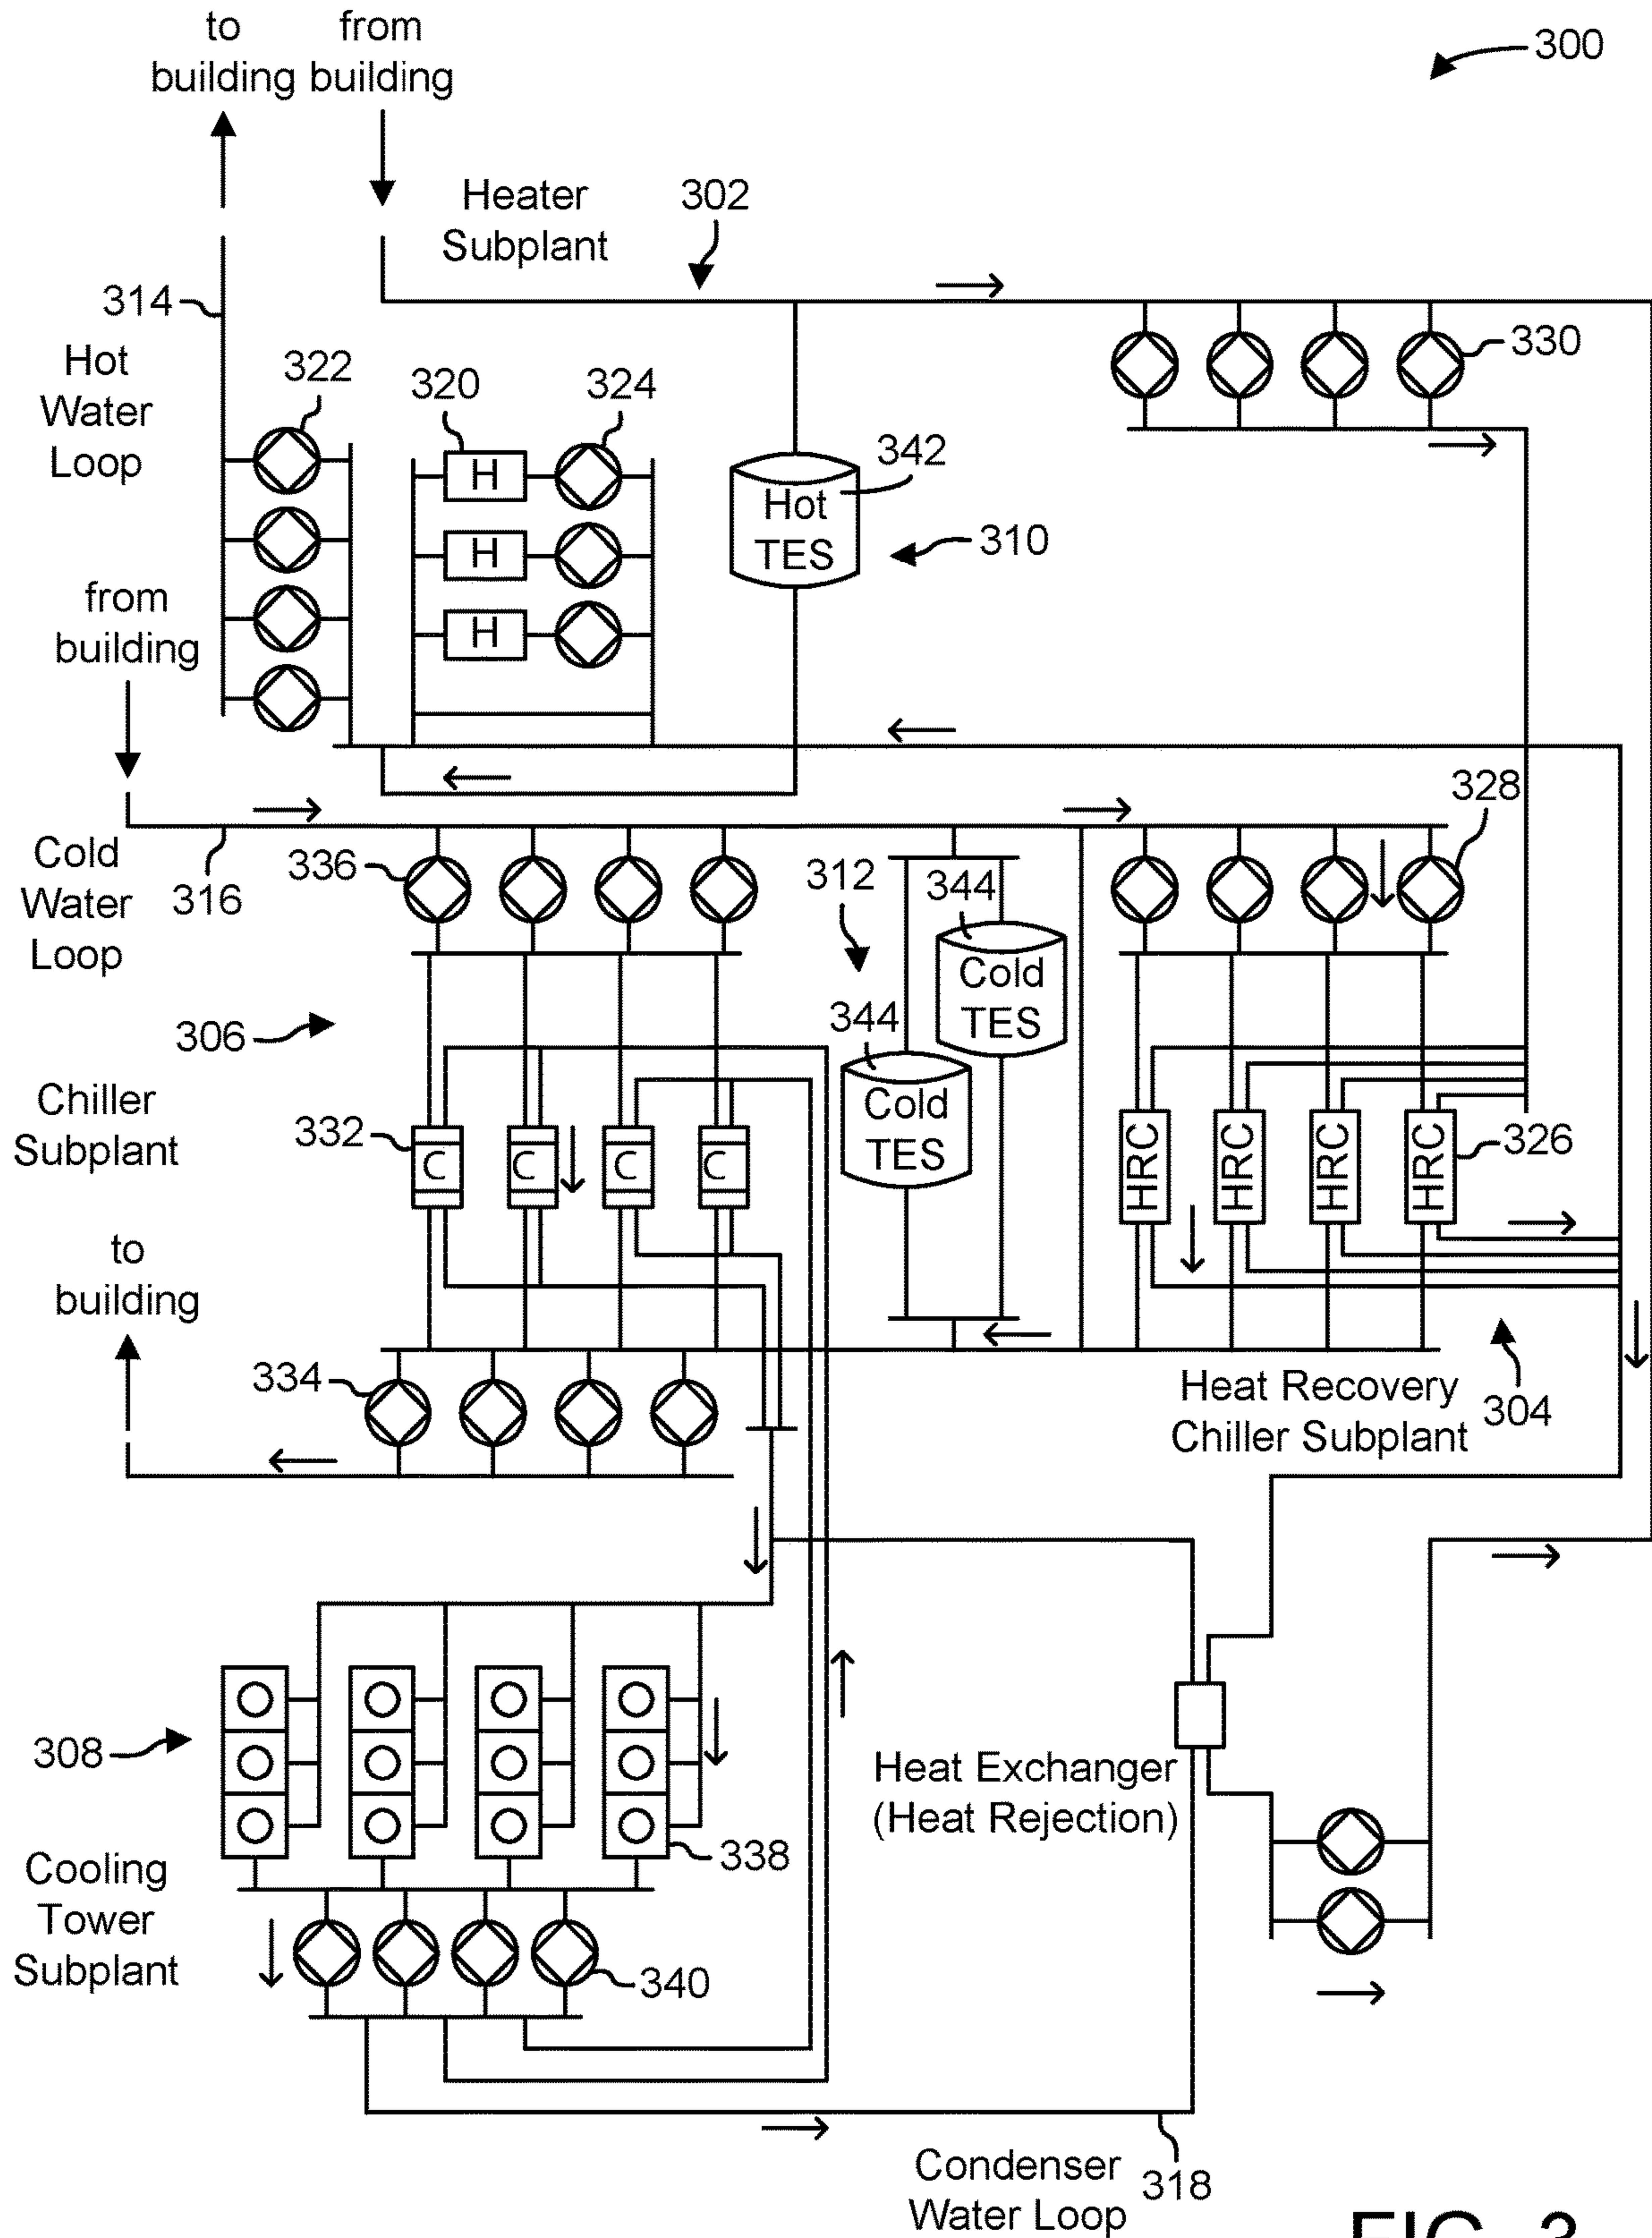 to from
building building
300
Heater
Subplant
302
314
Hot
Water
Loop
322
320
324
330
342
Hot
TES
310
H
H
H
from
building
328
Cold
Water
Loop
316
336
312
344
Cold
TES
344
Cold
TES
306
Chiller
Subplant
332
C
C
C
C
HRC
HRC
HRC
HRC
326
to
building
334
Heat Recovery
Chiller Subplant
304
308
Heat Exchanger
(Heat Rejection)
338
Cooling
Tower
Subplant
340
Condenser
Water Loop
318
FIG. 3